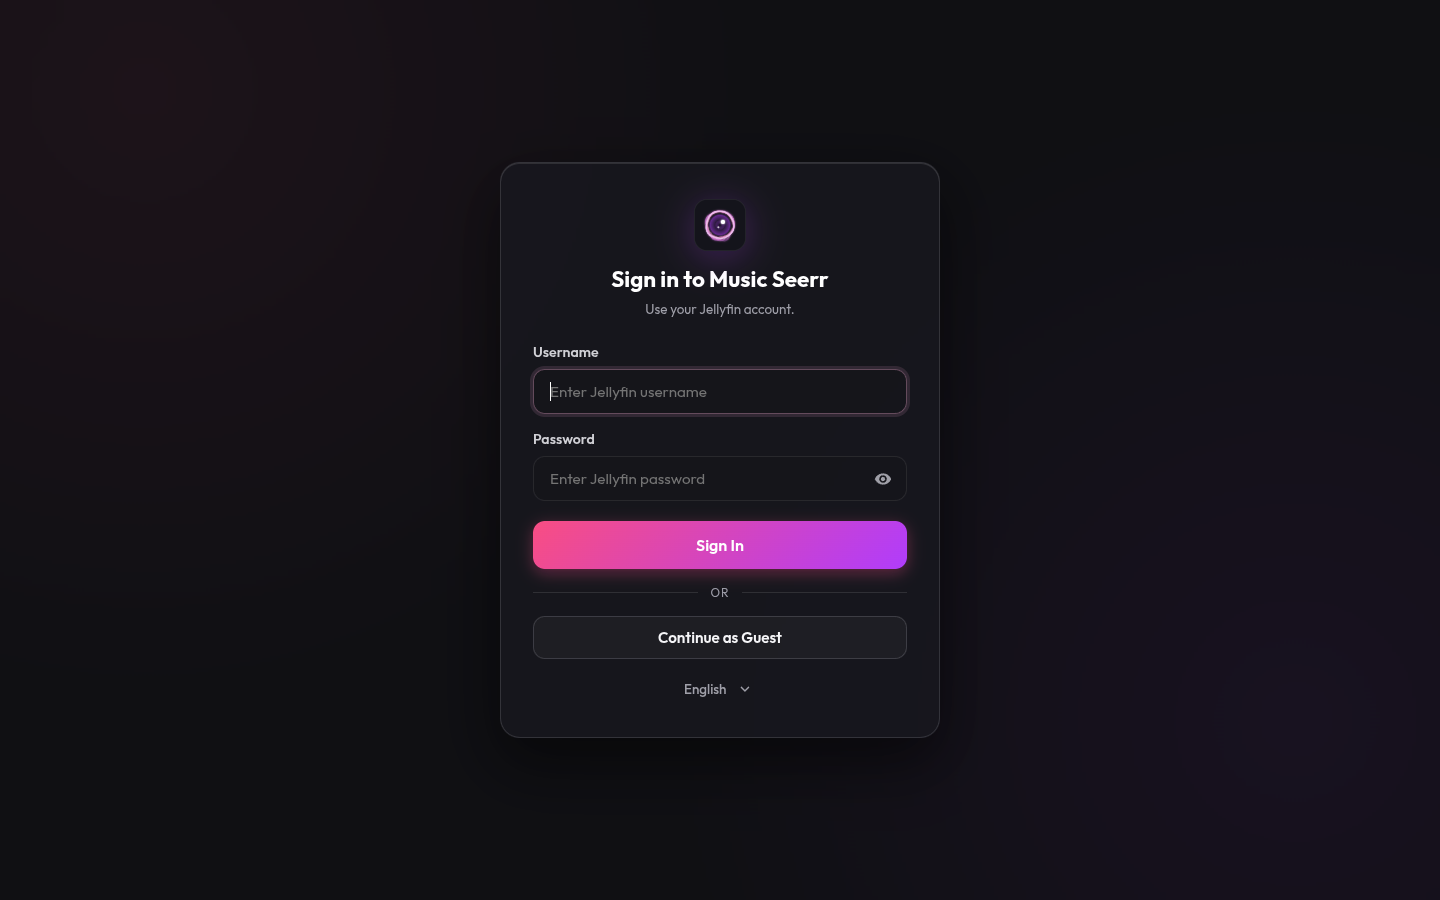 Sign in to Music Seerr
Use your Jellyfin account.
Username
Enter Jellyfin username
Password
Enter Jellyfin password
Sign In
OR
Continue as Guest
English